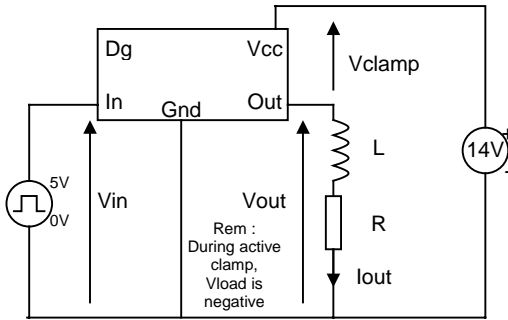 Dg
Vcc
In
Gnd
Out
Vclamp
14V
+
-
L
5V
0V
Vin
Vout
R
Rem :
During active
clamp,
Vload is
negative
Iout